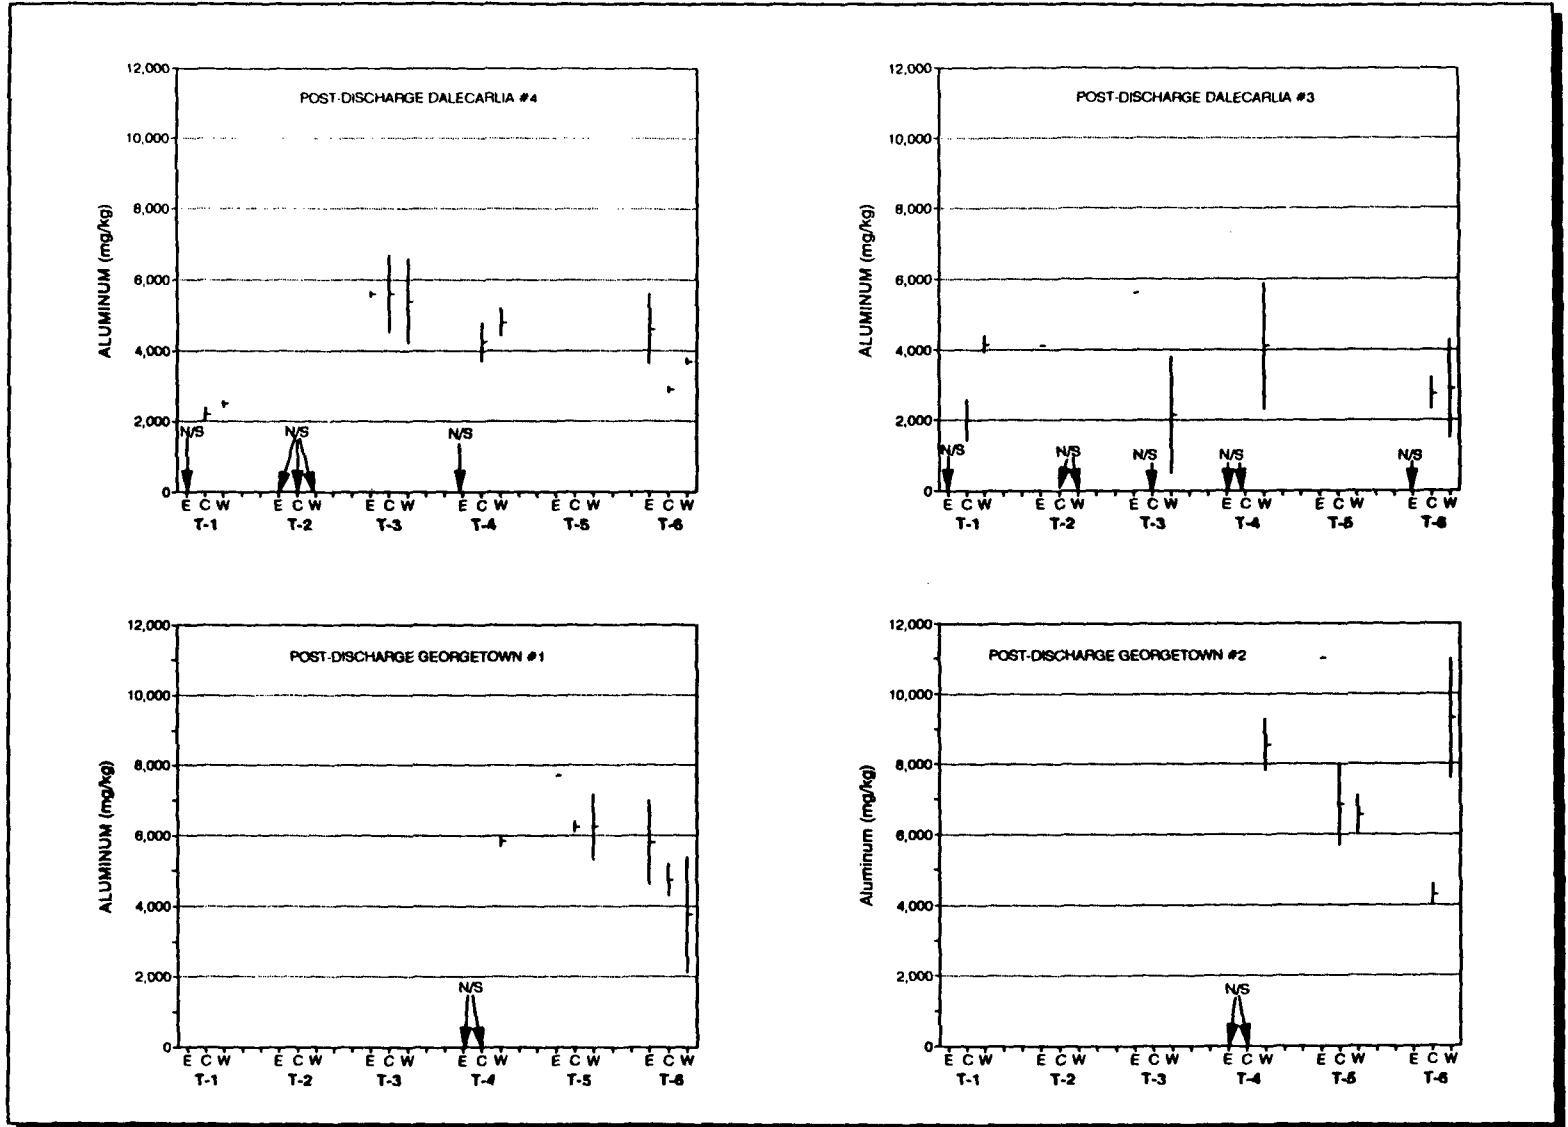 POST-DISCHARGE DALECARLIA #4
ALUMINUM (mg/kg)
12,000
10,000
8,000
6,000
4,000
2,000
0
N/S
N/S
N/S
E C W E C W E C W E C W E C W E C W
T-1 T-2 T-3 T-4 T-5 T-6
POST-DISCHARGE DALECARLIA #3
ALUMINUM (mg/kg)
12,000
10,000
8,000
6,000
4,000
2,000
0
N/S
N/S
N/S
N/S
N/S
E C W E C W E C W E C W E C W E C W
T-1 T-2 T-3 T-4 T-5 T-6
POST-DISCHARGE GEORGETOWN #1
ALUMINUM (mg/kg)
12,000
10,000
8,000
6,000
4,000
2,000
0
N/S
E C W E C W E C W E C W E C W E C W
T-1 T-2 T-3 T-4 T-5 T-6
POST-DISCHARGE GEORGETOWN #2
Aluminum (mg/kg)
12,000
10,000
8,000
6,000
4,000
2,000
0
N/S
E C W E C W E C W E C W E C W E C W
T-1 T-2 T-3 T-4 T-5 T-6